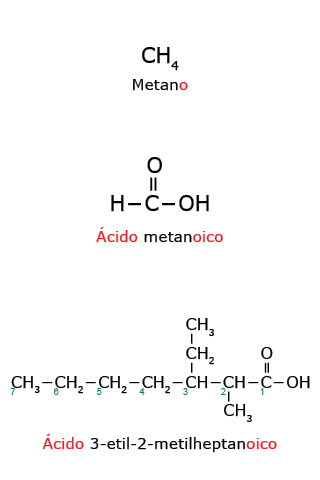 CH4
Metano
O
H–C–OH
Ácido metanoico
CH3
CH2 O
CH3–CH2–CH2–CH2–CH–CH–C–OH
7 6 5 4 3 2 1
CH3
Ácido 3-etil-2-metilheptanoico